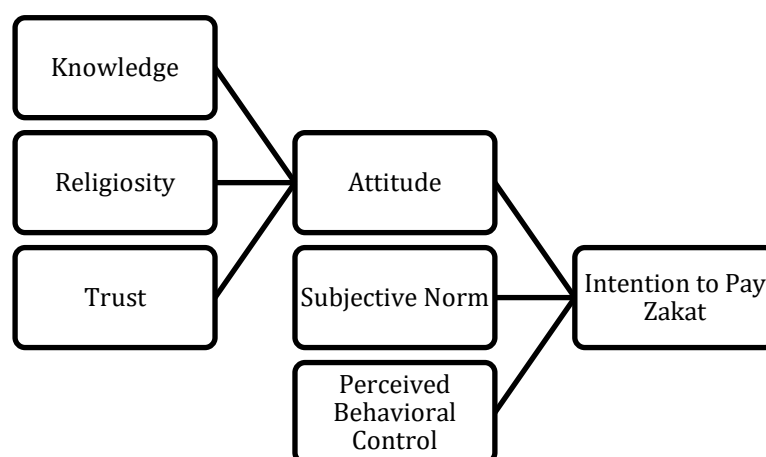 Knowledge
Religiosity
Trust
Attitude
Subjective Norm
Perceived
Behavioral
Control
Intention to Pay
Zakat